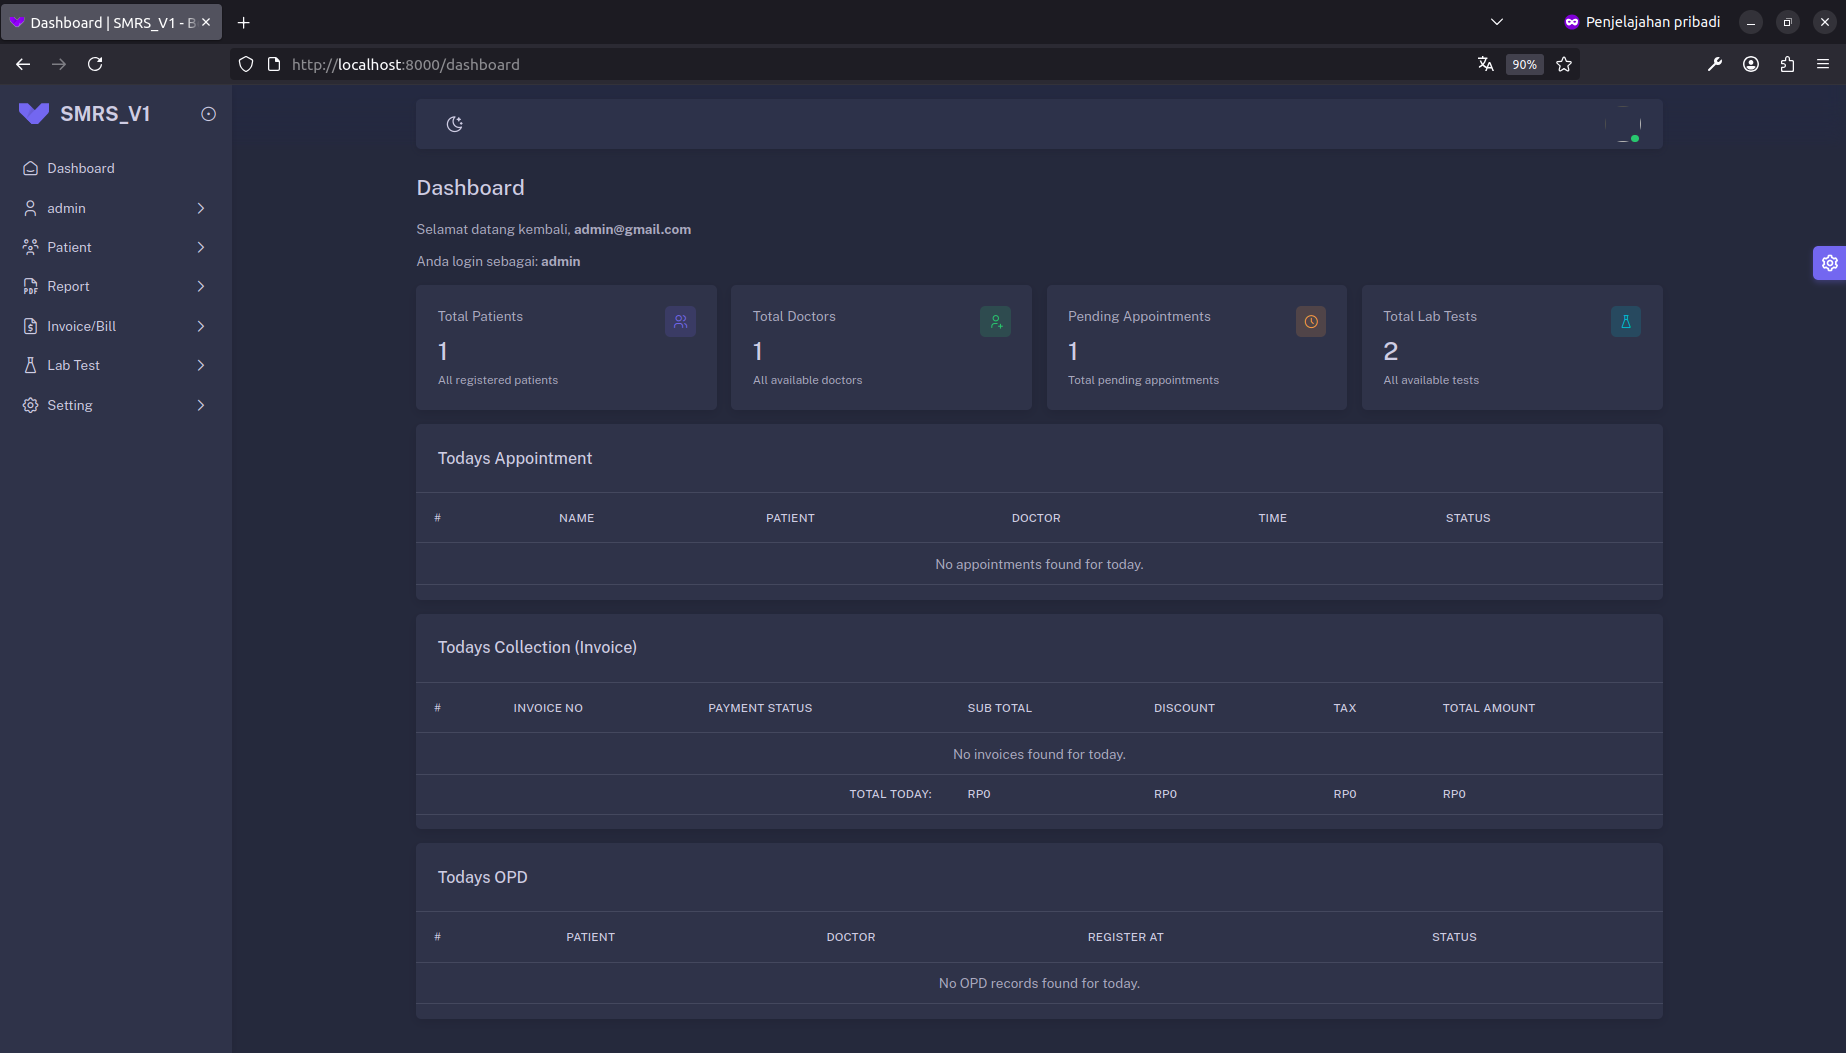 Dashboard | SMRS_V1 - B
Penjelajahan pribadi
http://localhost:8000/dashboard
90%
SMRS_V1
Dashboard
admin
Patient
Report
Invoice/Bill
Lab Test
Setting
Dashboard
Selamat datang kembali, admin@gmail.com
Anda login sebagai: admin
Total Patients
1
All registered patients
Total Doctors
1
All available doctors
Pending Appointments
1
Total pending appointments
Total Lab Tests
2
All available tests
Todays Appointment
# NAME PATIENT DOCTOR TIME STATUS
No appointments found for today.
Todays Collection (Invoice)
# INVOICE NO PAYMENT STATUS SUB TOTAL DISCOUNT TAX TOTAL AMOUNT
No invoices found for today.
TOTAL TODAY: RP0 RP0 RP0 RP0
Todays OPD
# PATIENT DOCTOR REGISTER AT STATUS
No OPD records found for today.